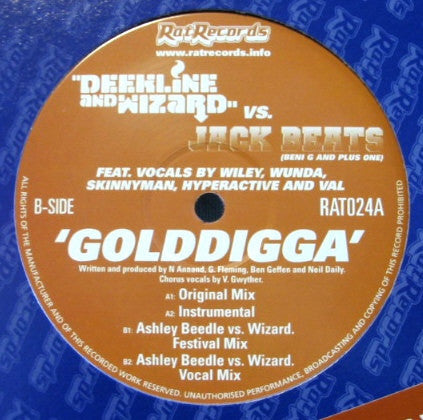 RatRecords
www.ratrecords.info
"DEEKLINE
AND WIZARD" VS.
JACK BEATS
(BENI G AND PLUS ONE)
FEAT. VOCALS BY WILEY, WUNDA,
SKINNYMAN, HYPERACTIVE AND VAL
B-SIDE RAT024A
'GOLDDIGGA'
Written and produced by N Annand, G. Fleming, Ben Geffen and Neil Daily.
Chorus vocals by V. Gwyther.
A1: Original Mix
A2: Instrumental
B1: Ashley Beedle vs. Wizard.
Festival Mix
B2: Ashley Beedle vs. Wizard.
Vocal Mix
ALL RIGHTS OF THE MANUFACTURER AND OF THIS RECORDED WORK RESERVED. UNAUTHORISED PERFORMANCE, BROADCASTING AND COPYING OF THIS RECORD PROHIBITED